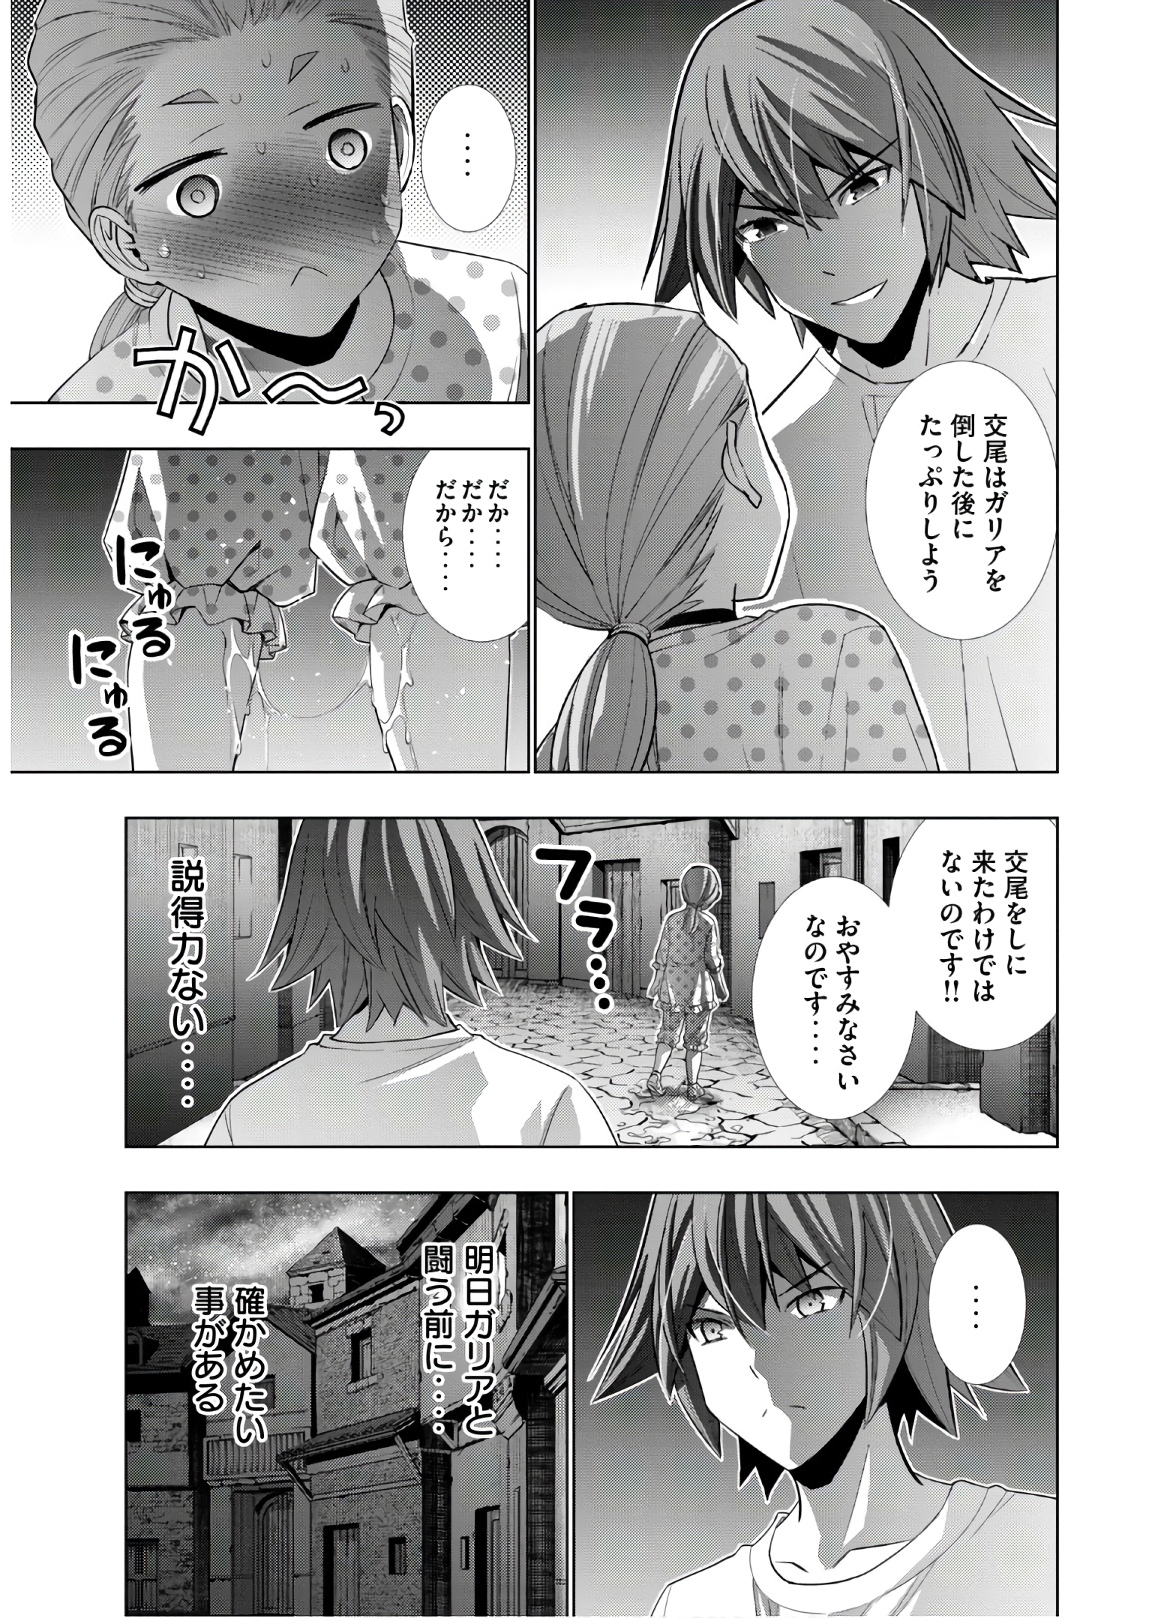 交尾はガリアを
倒した後に
たっぷりしよう
‥‥
か〜っ
だか‥‥
だか‥‥
だから‥‥
にゅる
にゅる
交尾をしに
来たわけでは
ないのです!!
おやすみなさい
なのです‥‥
フラ‥‥
説得力ない‥‥
‥‥
明日ガリアと
闘う前に‥‥
確かめたい
事がある